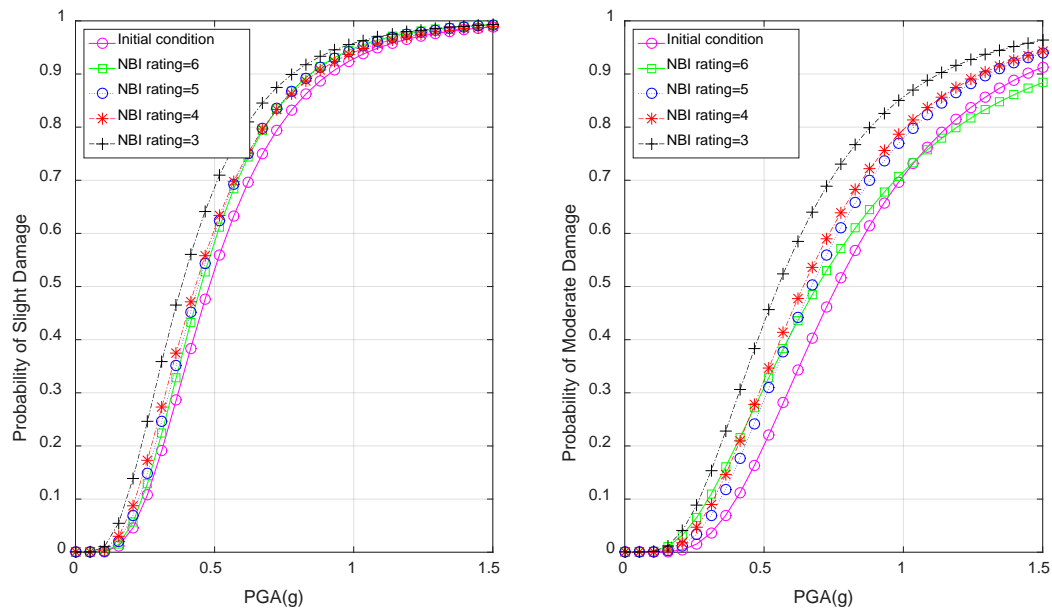 Initial condition
NBI rating=6
NBI rating=5
NBI rating=4
NBI rating=3
Probability of Slight Damage
1
0.9
0.8
0.7
0.6
0.5
0.4
0.3
0.2
0.1
0
0 0.5 1 1.5
PGA(g)
Initial condition
NBI rating=6
NBI rating=5
NBI rating=4
NBI rating=3
Probability of Moderate Damage
1
0.9
0.8
0.7
0.6
0.5
0.4
0.3
0.2
0.1
0
0 0.5 1 1.5
PGA(g)